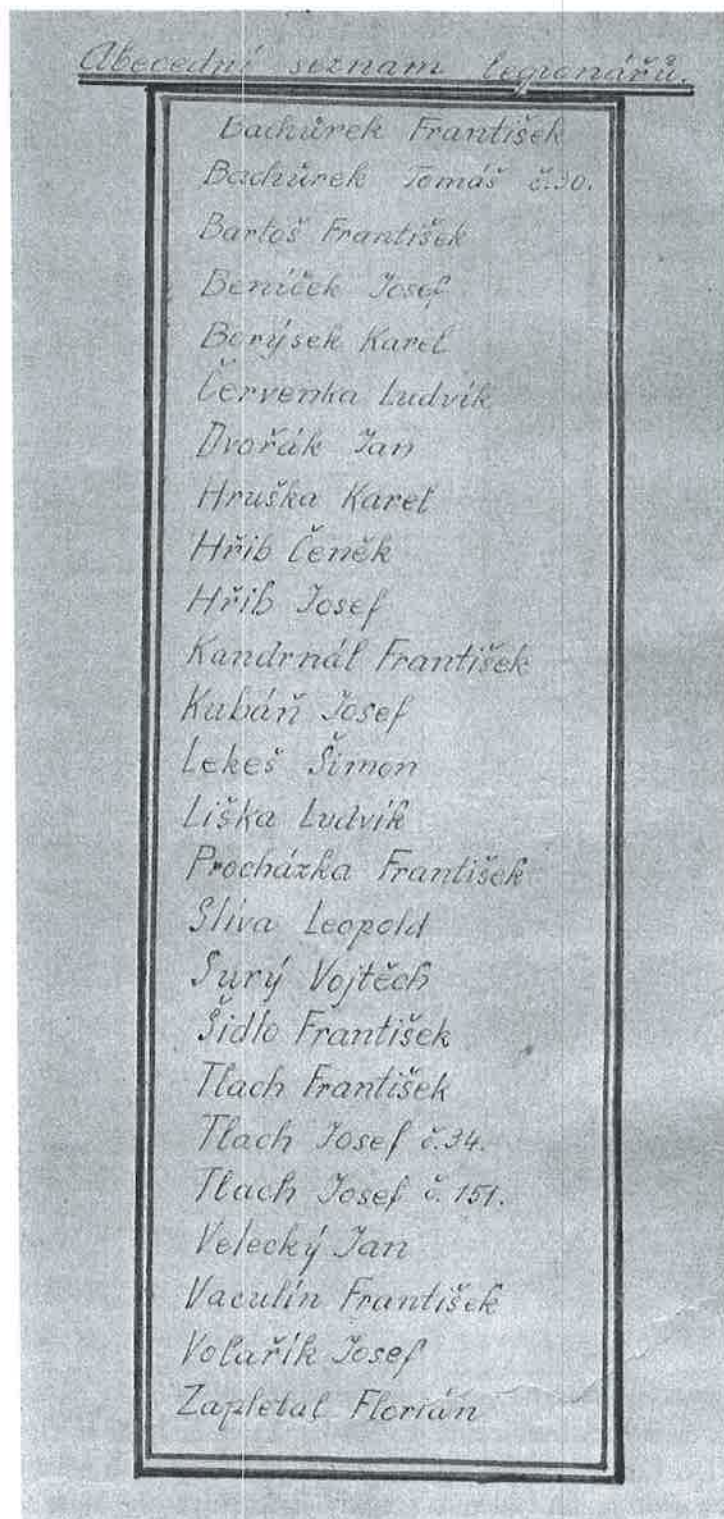 Abecední seznam legionářů.
Bachůrek František
Bachůrek Tomáš č.30.
Bartoš František
Beníček Josef
Borýsek Karel
Červenka Ludvík
Dvořák Jan
Hruška Karel
Hřib Čeněk
Hřib Josef
Kandrnál František
Kubáň Josef
Lekeš Šimon
Liška Ludvík
Procházka František
Slíva Leopold
Surý Vojtěch
Šidlo František
Tlach František
Tlach Josef č.34.
Tlach Josef č.151.
Velecký Jan
Vaculín František
Volařík Josef
Zapletal Florián